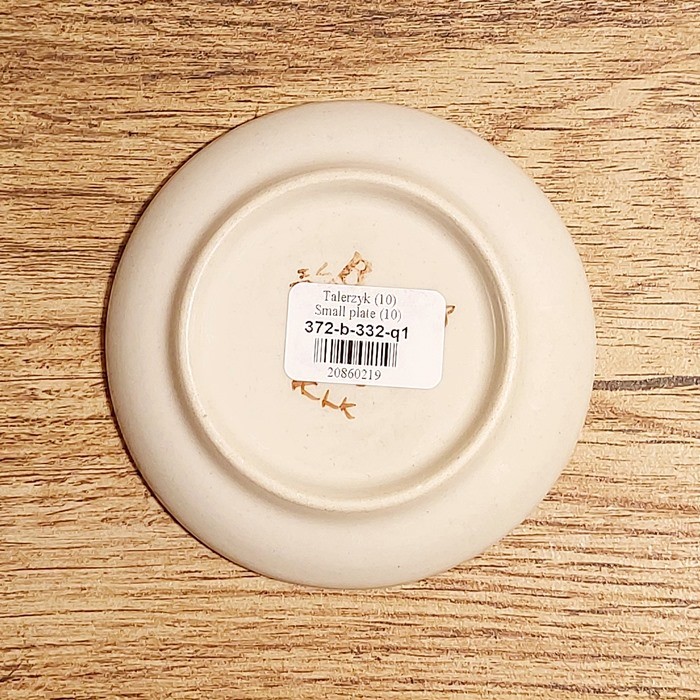 Talerzyk (10)
Small plate (10)
372-b-332-q1
20860219